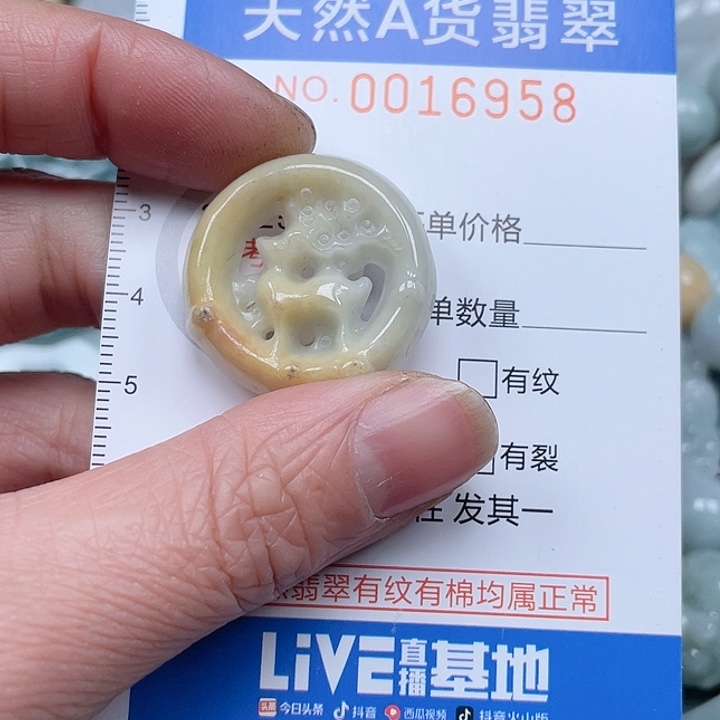 天然A货翡翠
NO.0016958
3
单价格
4
单数量
5
有纹
有裂
发其一
翡翠有纹有棉均属正常
LiVE直播基地
今日头条 抖音 西瓜视频 抖音火山版